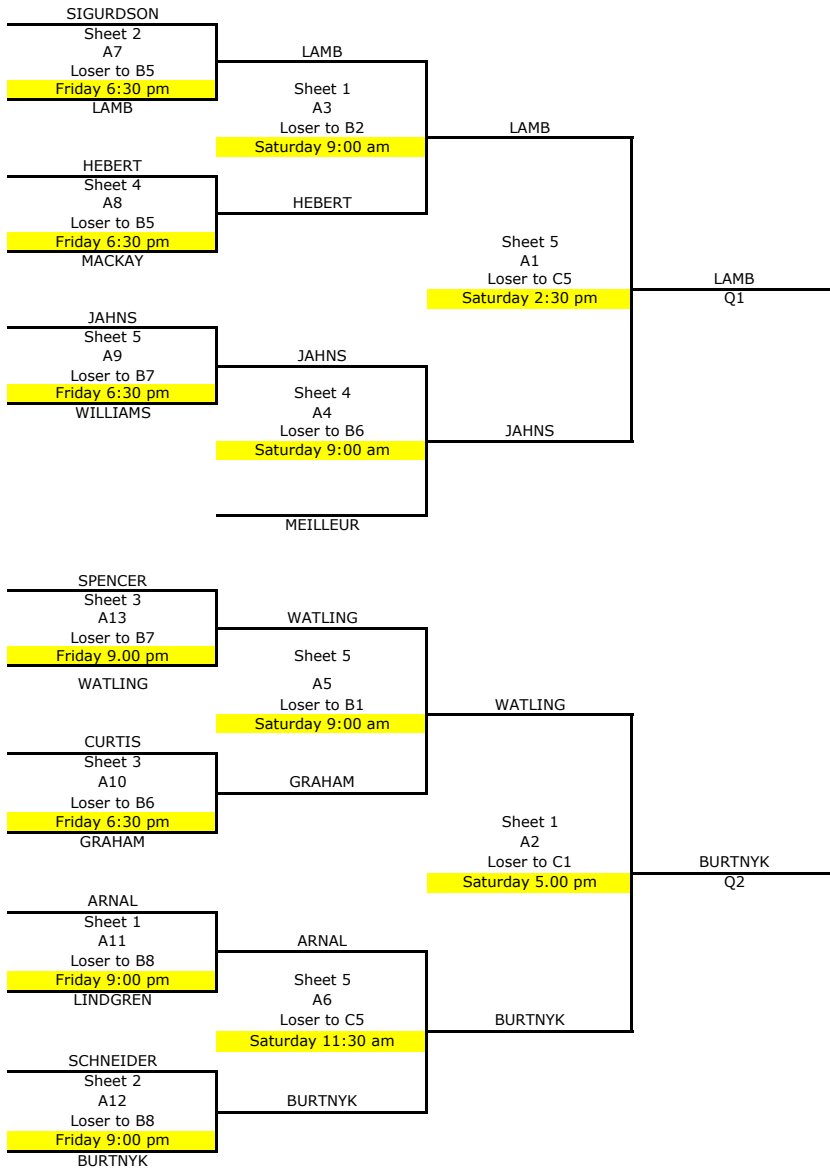 SIGURDSON
Sheet 2
A7
Loser to B5
Friday 6:30 pm
LAMB
HEBERT
Sheet 4
A8
Loser to B5
Friday 6:30 pm
MACKAY
JAHNS
Sheet 5
A9
Loser to B7
Friday 6:30 pm
WILLIAMS
LAMB
Sheet 1
A3
Loser to B2
Saturday 9:00 am
HEBERT
JAHNS
Sheet 4
A4
Loser to B6
Saturday 9:00 am
MEILLEUR
LAMB
Sheet 5
A1
Loser to C5
Saturday 2:30 pm
JAHNS
LAMB
Q1
SPENCER
Sheet 3
A13
Loser to B7
Friday 9.00 pm
WATLING
CURTIS
Sheet 3
A10
Loser to B6
Friday 6:30 pm
GRAHAM
ARNAL
Sheet 1
A11
Loser to B8
Friday 9:00 pm
LINDGREN
SCHNEIDER
Sheet 2
A12
Loser to B8
Friday 9:00 pm
BURTNYK
WATLING
Sheet 5
A5
Loser to B1
Saturday 9:00 am
GRAHAM
ARNAL
Sheet 5
A6
Loser to C5
Saturday 11:30 am
BURTNYK
WATLING
Sheet 1
A2
Loser to C1
Saturday 5.00 pm
BURTNYK
BURTNYK
Q2